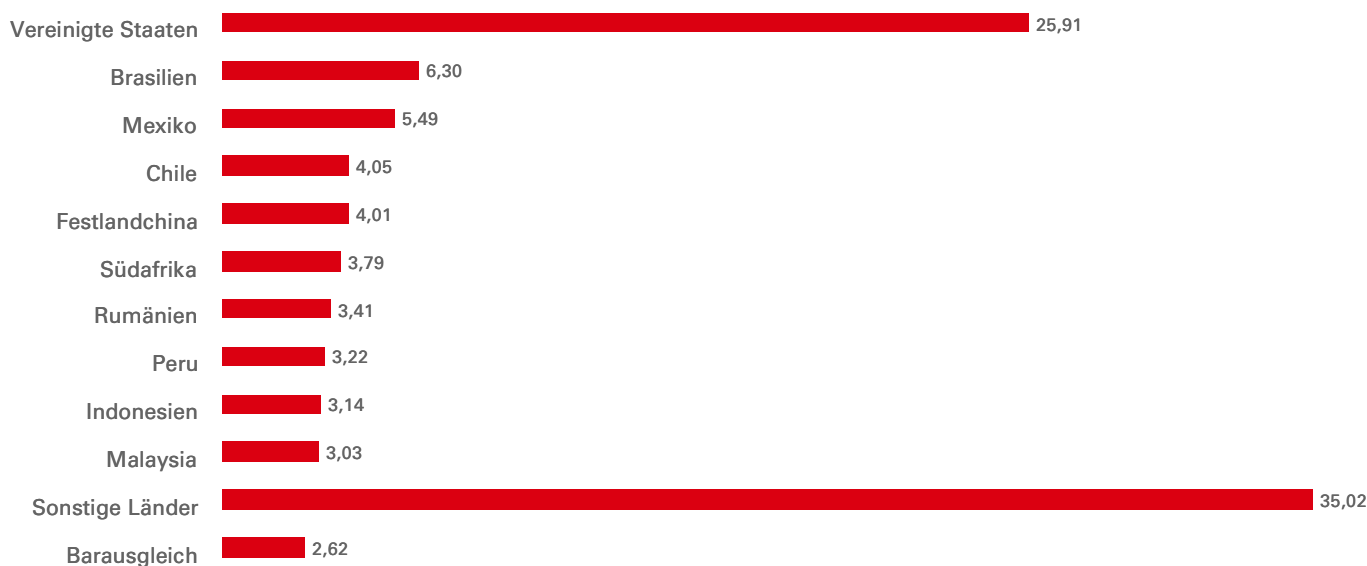 Vereinigte Staaten 25,91
Brasilien 6,30
Mexiko 5,49
Chile 4,05
Festlandchina 4,01
Südafrika 3,79
Rumänien 3,41
Peru 3,22
Indonesien 3,14
Malaysia 3,03
Sonstige Länder 35,02
Barausgleich 2,62